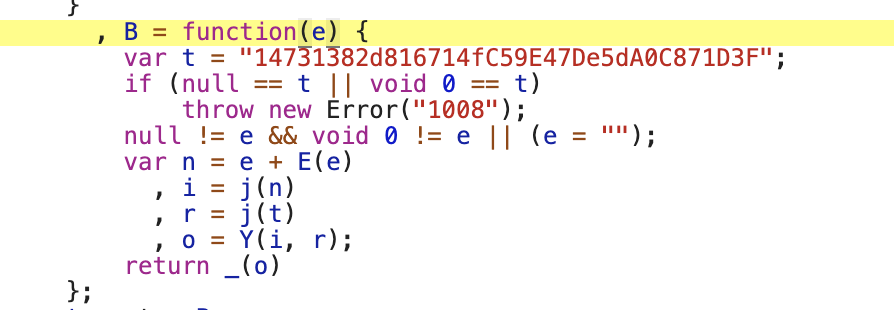 }
, B = function(e) {
var t = "14731382d816714fC59E47De5dA0C871D3F";
if (null == t || void 0 == t)
throw new Error("1008");
null != e && void 0 != e || (e = "");
var n = e + E(e)
, i = j(n)
, r = j(t)
, o = Y(i, r);
return _(o)
};